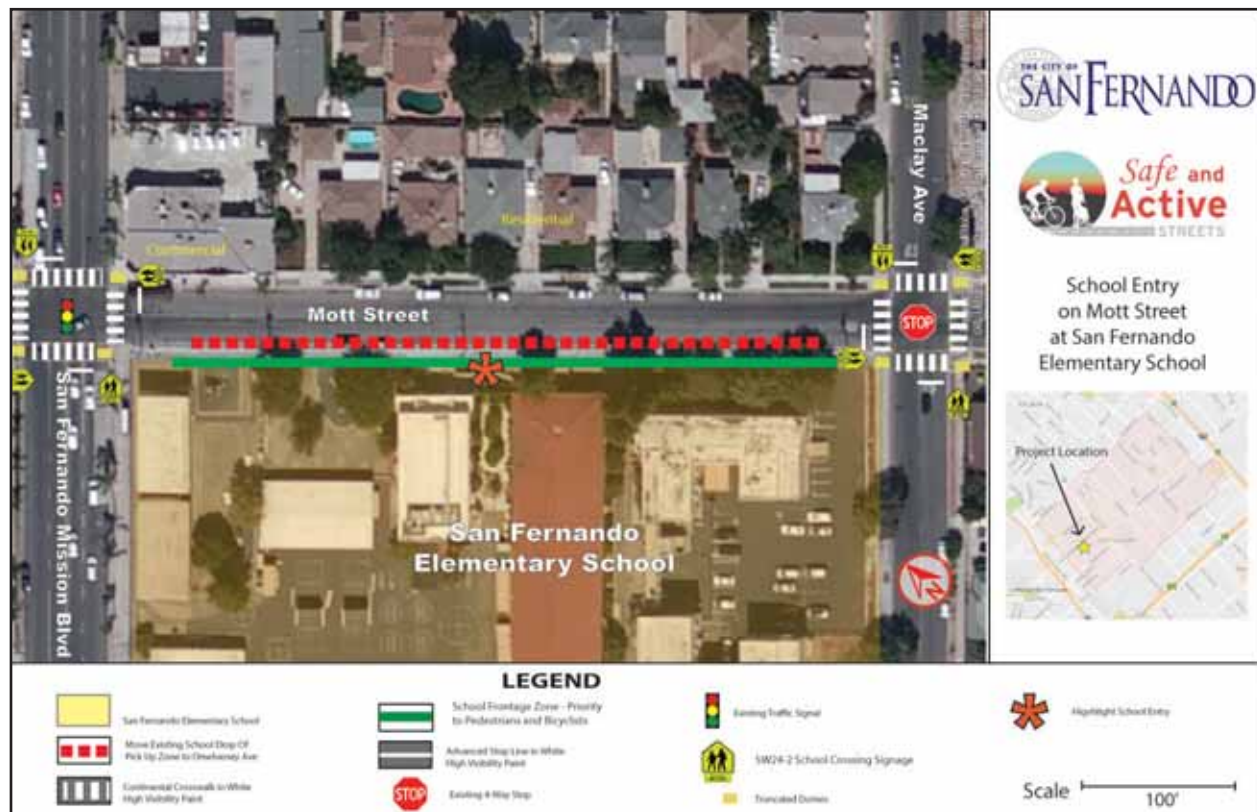 THE CITY OF
SAN FERNANDO
Safe and
Active
STREETS
School Entry
on Mott Street
at San Fernando
Elementary School
Project Location
Maclay Ave
Residential
Commercial
Mott Street
STOP
San Fernando Mission Blvd
San Fernando
Elementary School
N
LEGEND
San Fernando Elementary School
Move Existing School Drop Of
Pick Up Zone to Omelveney Ave
Continental Crosswalk in White
High Visibility Paint
School Frontage Zone - Priority
to Pedestrians and Bicyclists
Advanced Stop Line in White
High Visibility Paint
STOP
Existing 4-Way Stop
Existing Traffic Signal
SW24-2 School Crossing Signage
Truncated Domes
Align/Hilight School Entry
Scale
100'